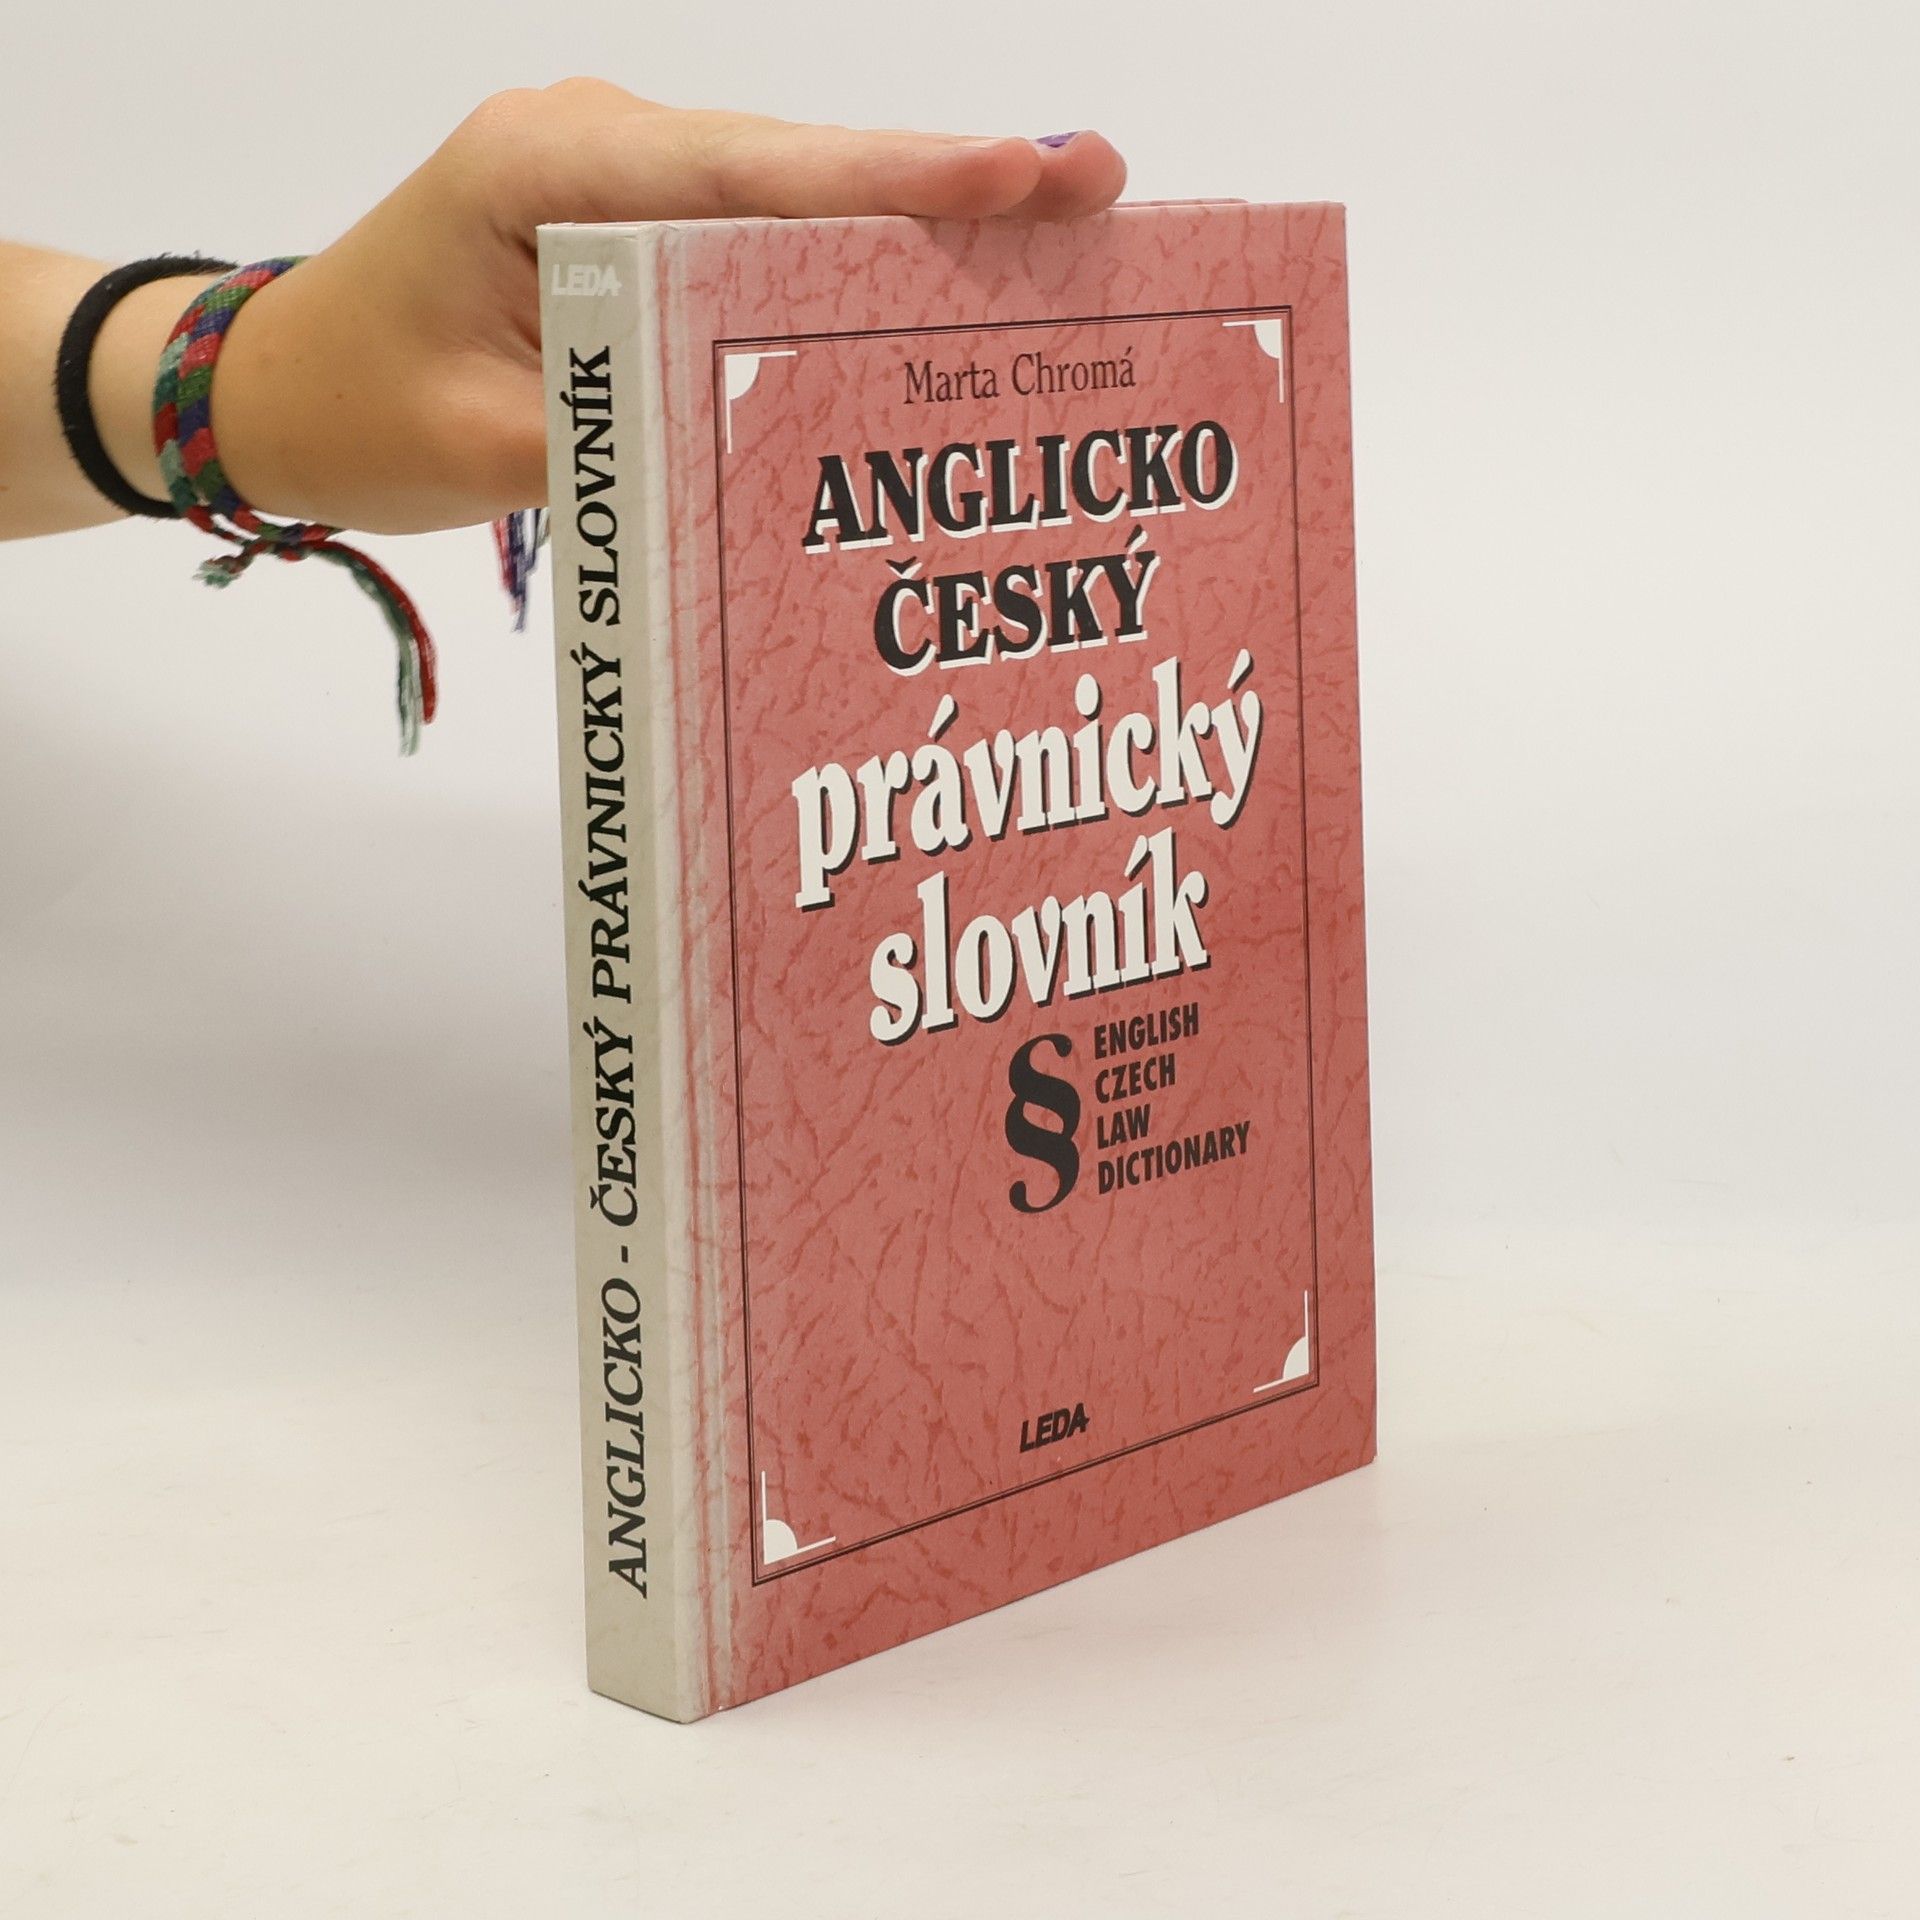 LEDA
ANGLICKO - ČESKÝ PRÁVNICKÝ SLOVNÍK
Marta Chromá
ANGLICKO
ČESKÝ
právnický
slovník
§
ENGLISH
CZECH
LAW
DICTIONARY
LEDA